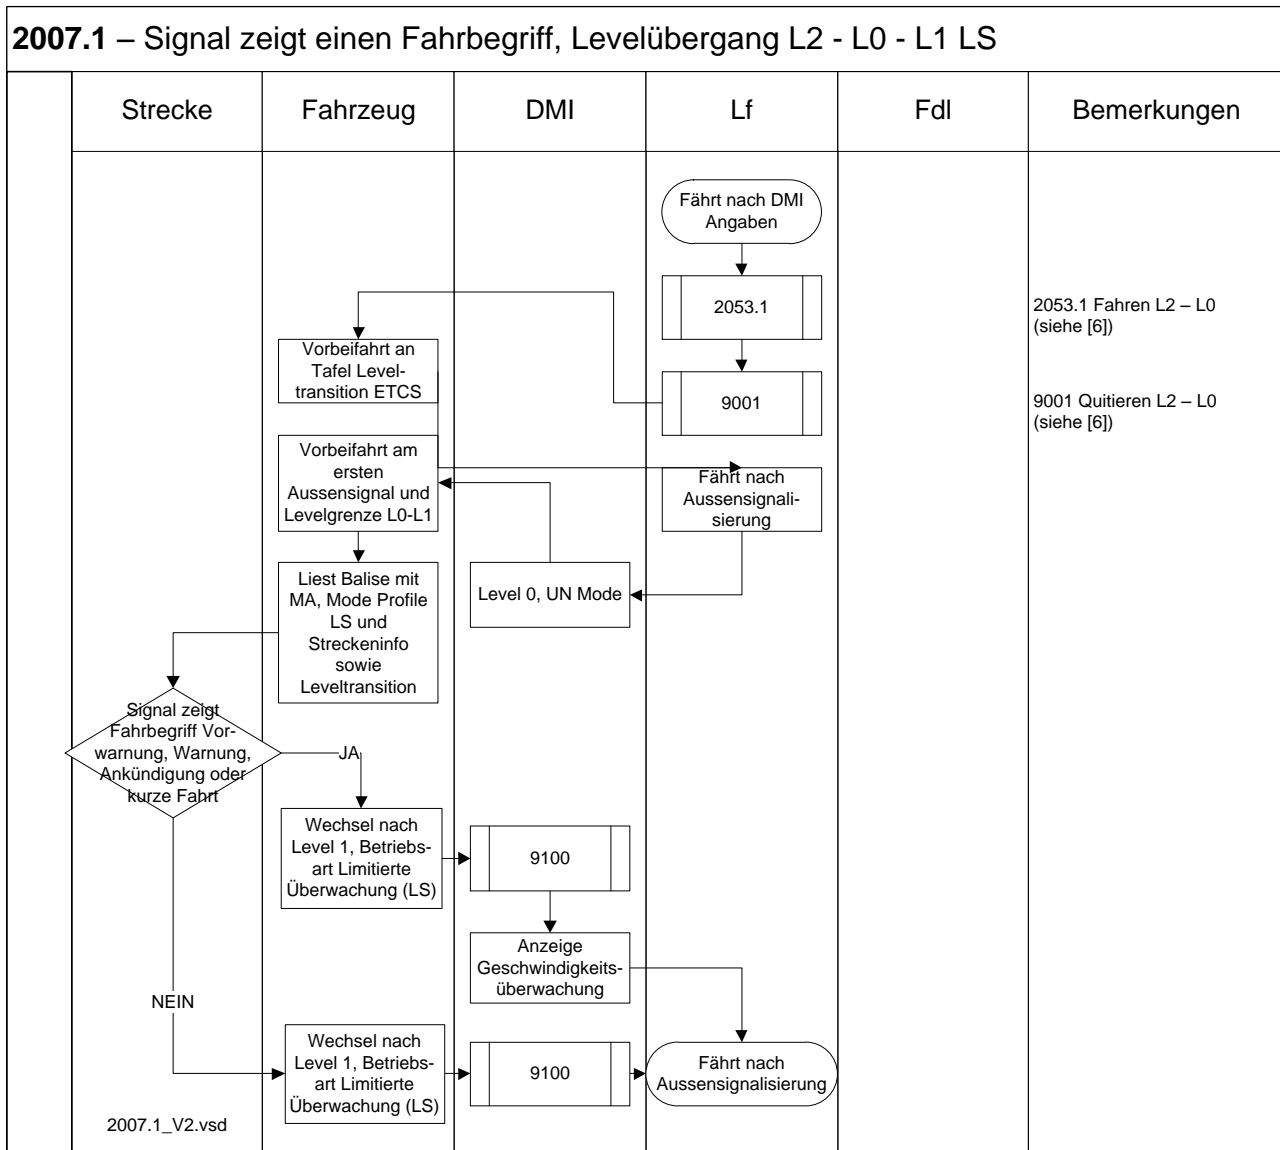 2007.1 – Signal zeigt einen Fahrbegriff, Levelübergang L2 - L0 - L1 LS
Strecke
Fahrzeug
DMI
Lf
Fdl
Bemerkungen
Fährt nach DMI
Angaben
2053.1
2053.1 Fahren L2 – L0
(siehe [6])
Vorbeifahrt an
Tafel Level-
transition ETCS
9001
9001 Quitieren L2 – L0
(siehe [6])
Vorbeifahrt am
ersten
Aussensignal und
Levelgrenze L0-L1
Fährt nach
Aussensignali-
sierung
Liest Balise mit
MA, Mode Profile
LS und
Streckeninfo
sowie
Leveltransition
Level 0, UN Mode
Signal zeigt
Fahrbegriff Vor-
warnung, Warnung,
Ankündigung oder
kurze Fahrt
JA
Wechsel nach
Level 1, Betriebs-
art Limitierte
Überwachung (LS)
9100
Anzeige
Geschwindigkeits-
überwachung
NEIN
Wechsel nach
Level 1, Betriebs-
art Limitierte
Überwachung (LS)
9100
Fährt nach
Aussensignalisierung
2007.1_V2.vsd